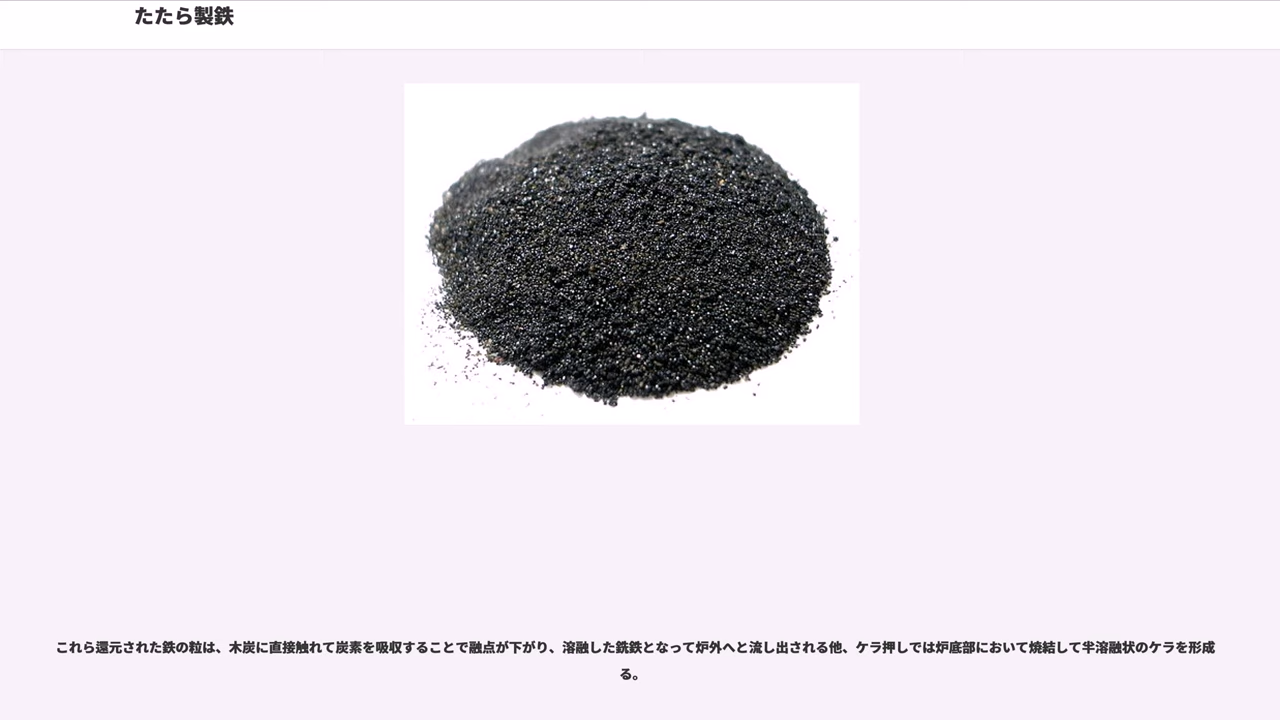 たたら製鉄
これら還元された鉄の粒は、木炭に直接触れて炭素を吸収することで融点が下がり、溶融した銑鉄となって炉外へと流し出される他、ケラ押しでは炉底部において焼結して半溶融状のケラを形成
る。